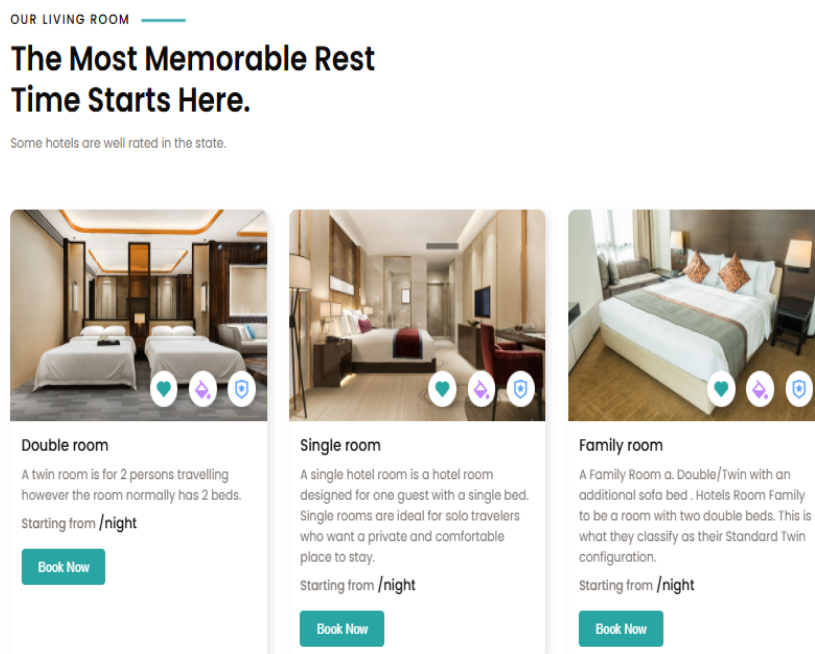 OUR LIVING ROOM
The Most Memorable Rest
Time Starts Here.
Some hotels are well rated in the state.
Double room
A twin room is for 2 persons travelling
however the room normally has 2 beds.
Starting from /night
Book Now
Single room
A single hotel room is a hotel room
designed for one guest with a single bed.
Single rooms are ideal for solo travelers
who want a private and comfortable
place to stay.
Starting from /night
Book Now
Family room
A Family Room a. Double/Twin with an
additional sofa bed . Hotels Room Family
to be a room with two double beds. This is
what they classify as their Standard Twin
configuration.
Starting from /night
Book Now